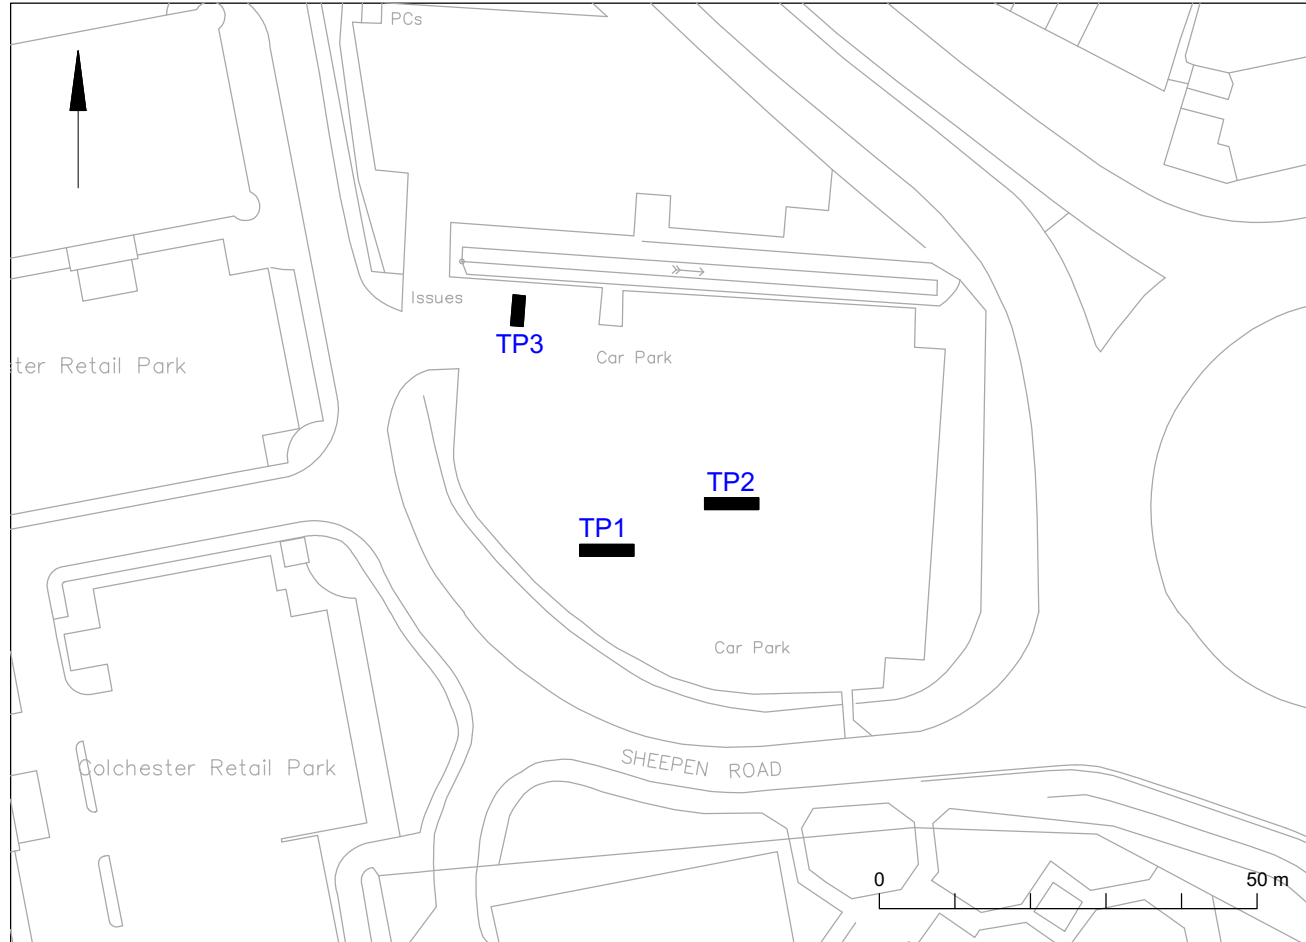 PCs
Issues
TP3
Car Park
ter Retail Park
TP2
TP1
Car Park
SHEEPEN ROAD
Colchester Retail Park
0
50 m